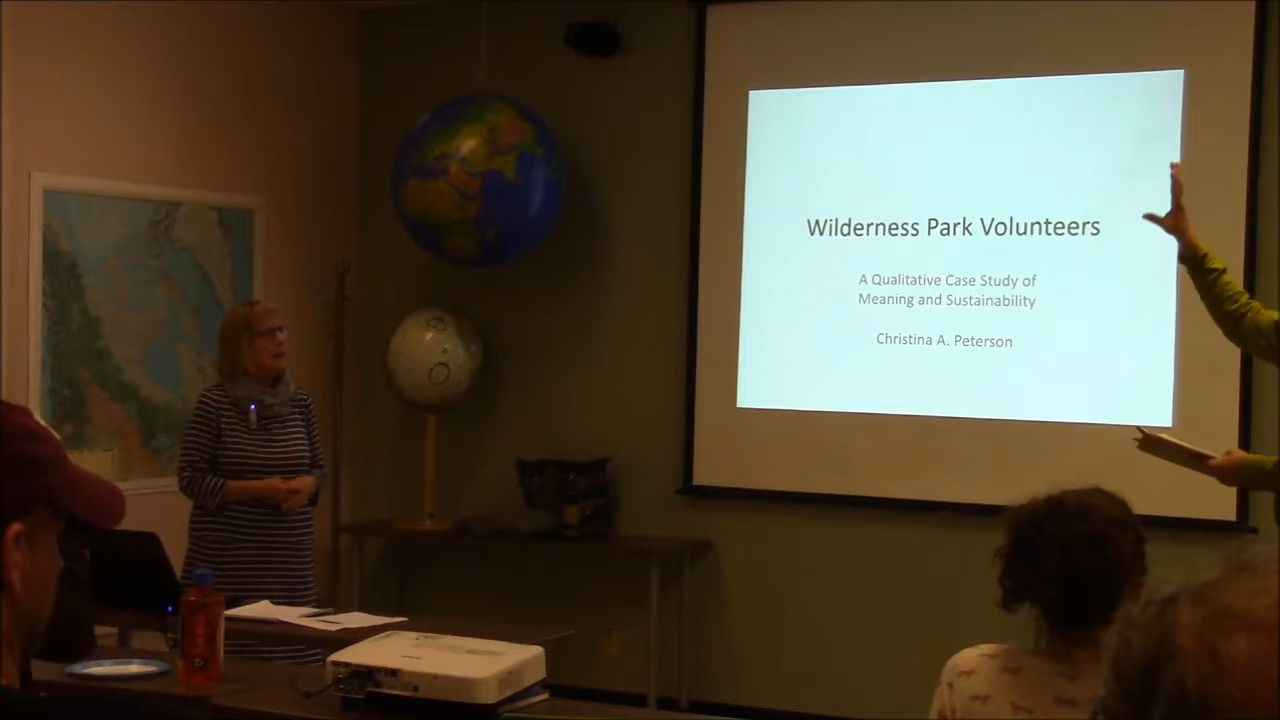 Wilderness Park Volunteers
A Qualitative Case Study of
Meaning and Sustainability
Christina A. Peterson